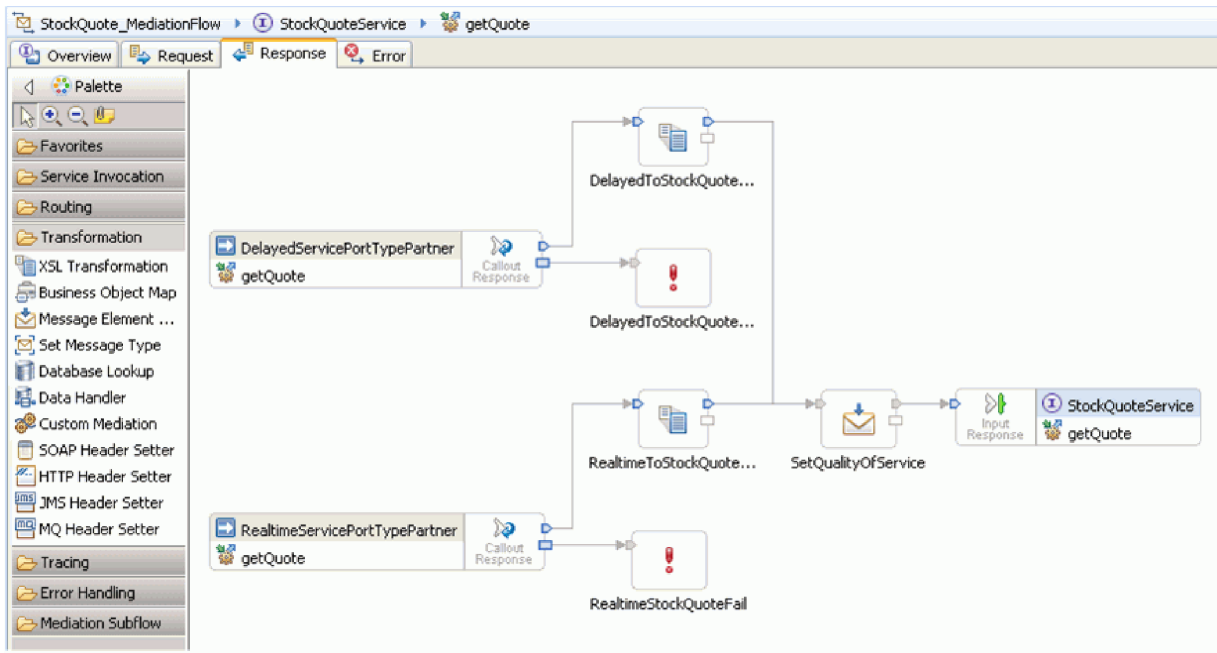 StockQuote_MediationFlow StockQuoteService getQuote
Overview Request Response Error
Palette
Favorites
Service Invocation
Routing
Transformation
XSL Transformation
Business Object Map
Message Element ...
Set Message Type
Database Lookup
Data Handler
Custom Mediation
SOAP Header Setter
HTTP Header Setter
JMS Header Setter
MQ Header Setter
Tracing
Error Handling
Mediation Subflow
DelayedToStockQuote...
DelayedServicePortTypePartner
getQuote
Callout
Response
DelayedToStockQuote...
RealtimeToStockQuote...
SetQualityOfService
Input
Response
StockQuoteService
getQuote
RealtimeServicePortTypePartner
getQuote
Callout
Response
RealtimeStockQuoteFail